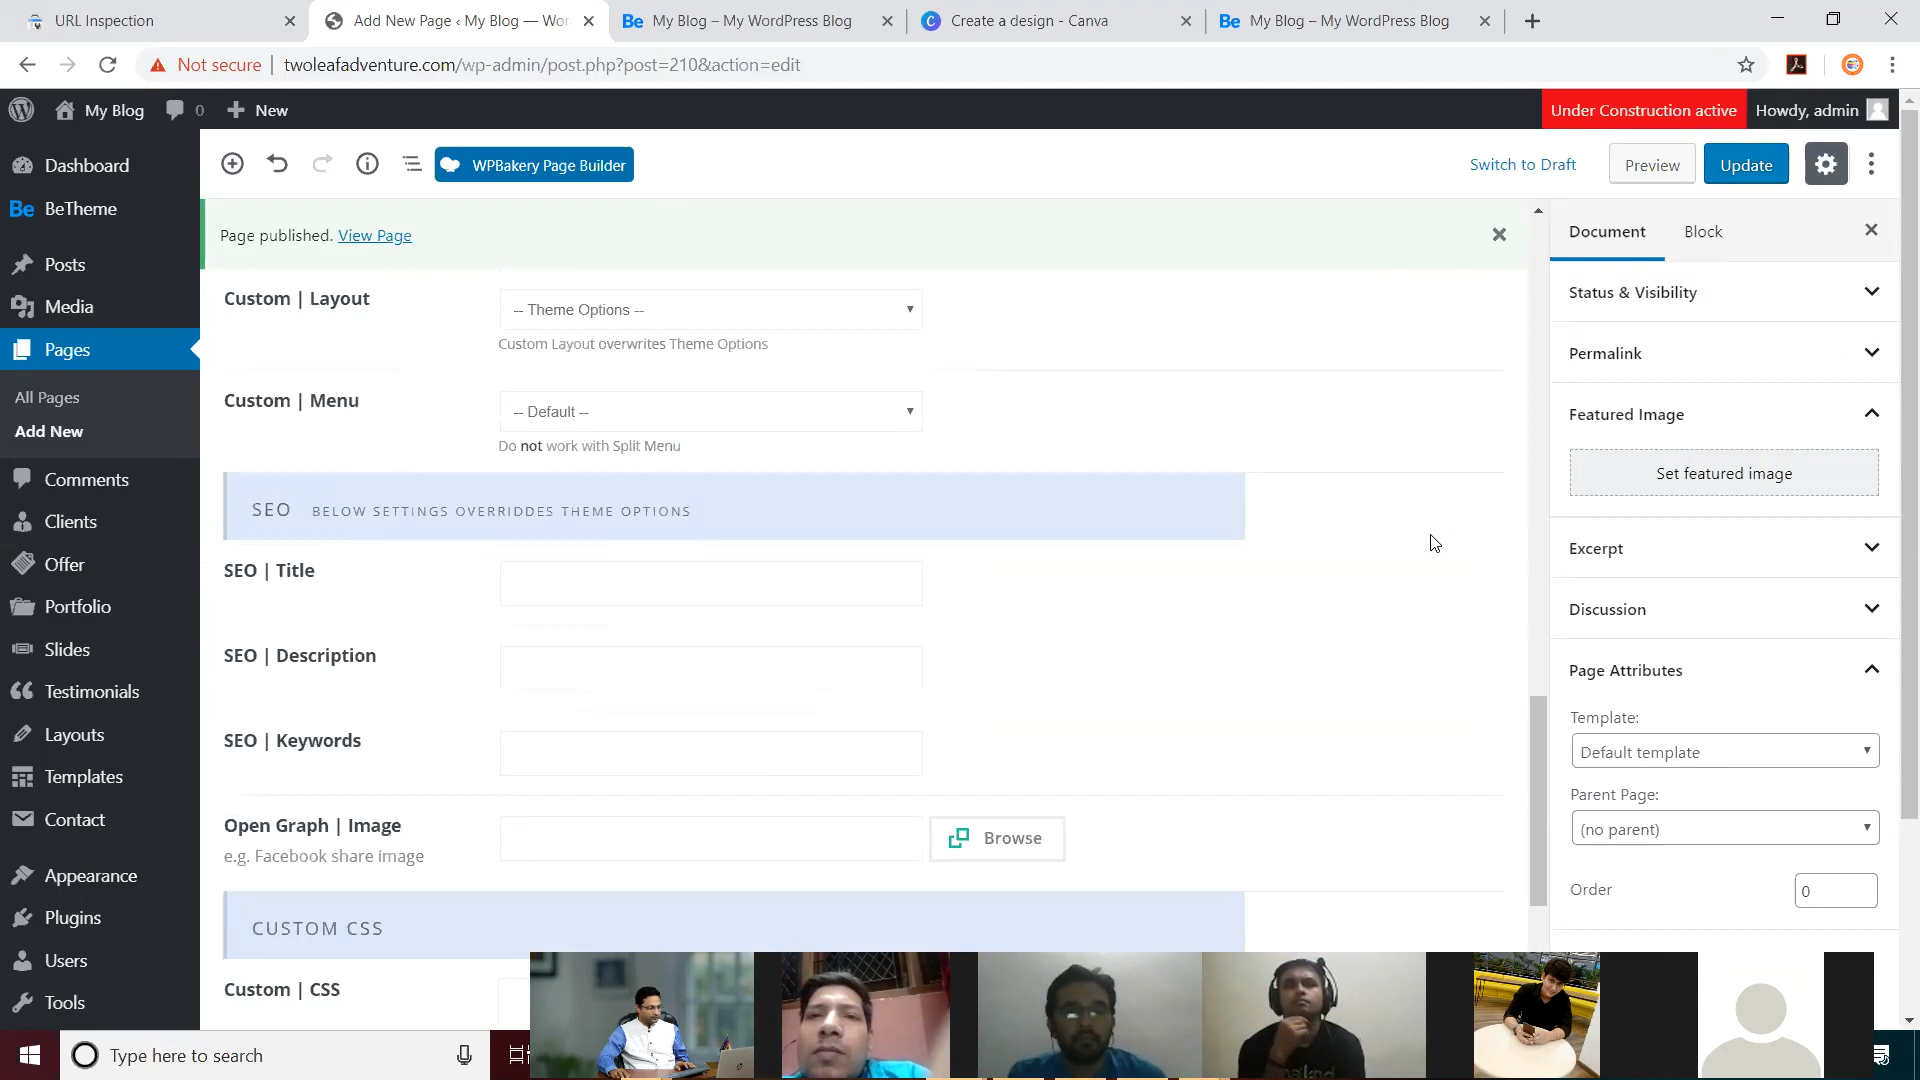 URL Inspection
Add New Page ‹ My Blog — Wor
Be My Blog – My WordPress Blog
C Create a design - Canva
Be My Blog – My WordPress Blog
Not secure | twoleafadventure.com/wp-admin/post.php?post=210&action=edit
My Blog 0 New
Under Construction active Howdy, admin
Dashboard
Be BeTheme
Posts
Media
Pages
All Pages
Add New
Comments
Clients
Offer
Portfolio
Slides
Testimonials
Layouts
Templates
Contact
Appearance
Plugins
Users
Tools
WPBakery Page Builder
Switch to Draft Preview Update
Page published. View Page
Custom | Layout
-- Theme Options --
Custom Layout overwrites Theme Options
Custom | Menu
-- Default --
Do not work with Split Menu
SEO BELOW SETTINGS OVERRIDDES THEME OPTIONS
SEO | Title
SEO | Description
SEO | Keywords
Open Graph | Image
e.g. Facebook share image
Browse
CUSTOM CSS
Custom | CSS
Document Block
Status & Visibility
Permalink
Featured Image
Set featured image
Excerpt
Discussion
Page Attributes
Template:
Default template
Parent Page:
(no parent)
Order 0
Type here to search